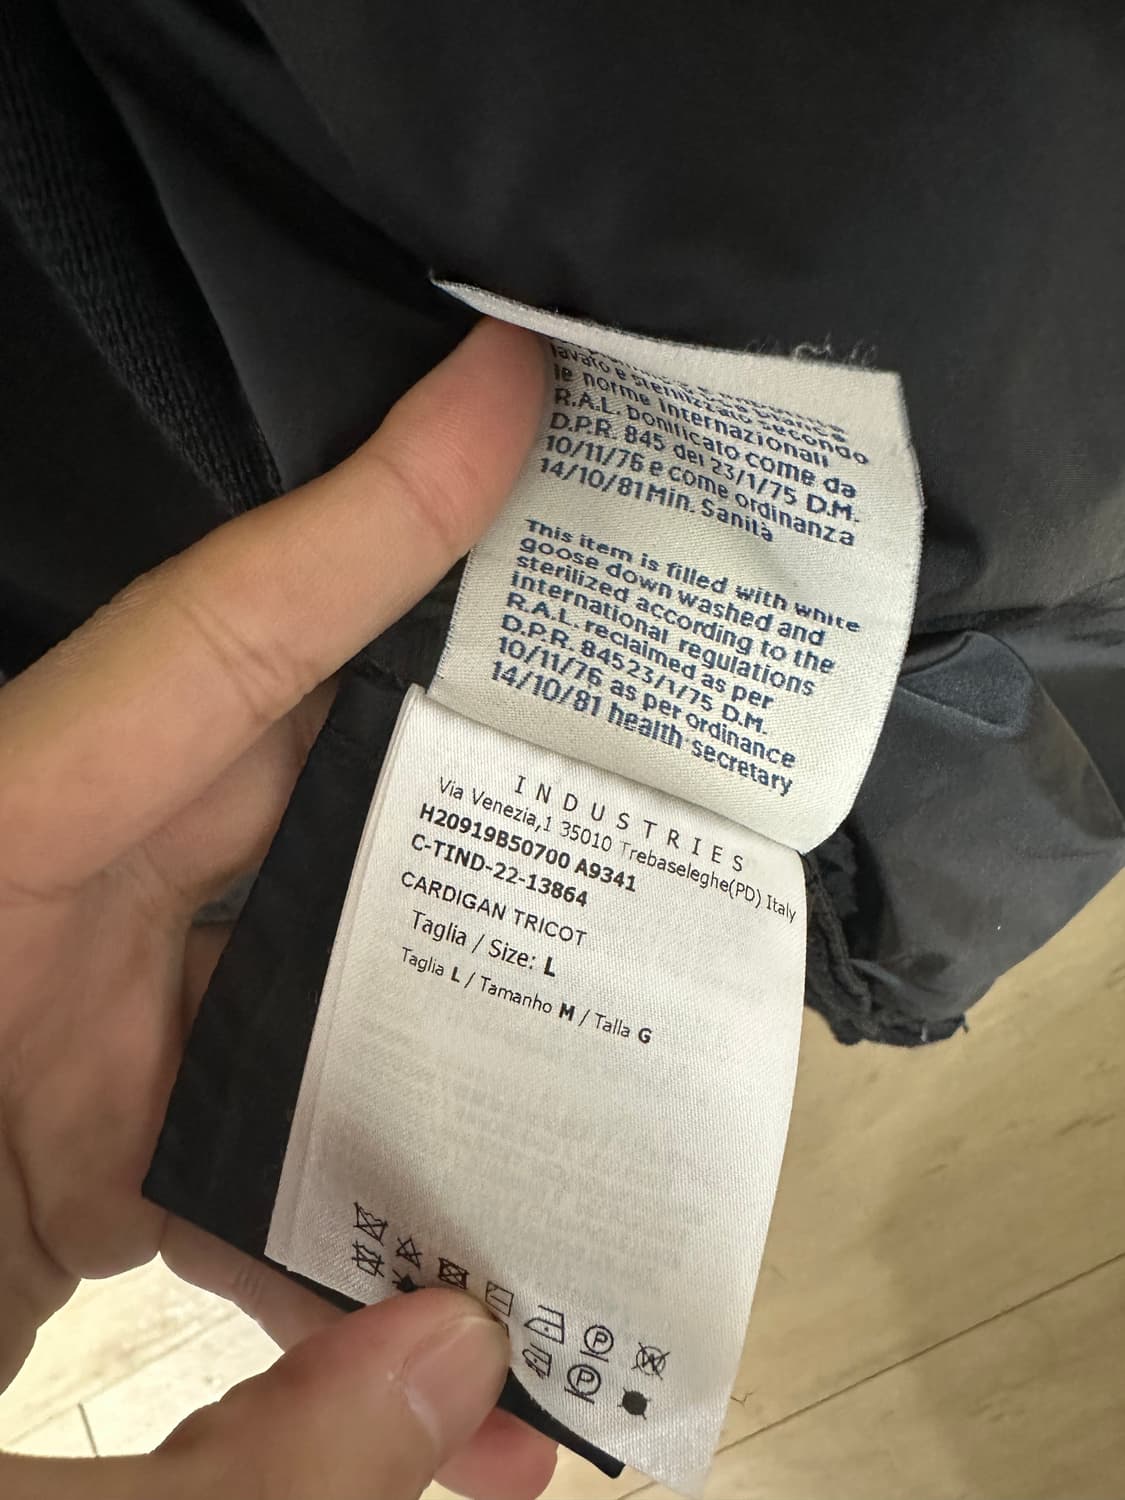 lavato e sterilizzato secondo
le norme internazionali
R.A.L. bonificato come da
D.P.R. 845 del 23/1/75 D.M.
10/11/76 e come ordinanza
14/10/81 Min. Sanità
This item is filled with white
goose down washed and
sterilized according to the
international regulations
R.A.L. reclaimed as per
D.P.R. 84523/1/75 D.M.
10/11/76 as per ordinance
14/10/81 health secretary
INDUSTRIES
Via Venezia,1 35010 Trebaseleghe(PD) Italy
H20919B50700 A9341
C-TIND-22-13864
CARDIGAN TRICOT
Taglia / Size: L
Taglia L / Tamanho M / Talla G
P W
P